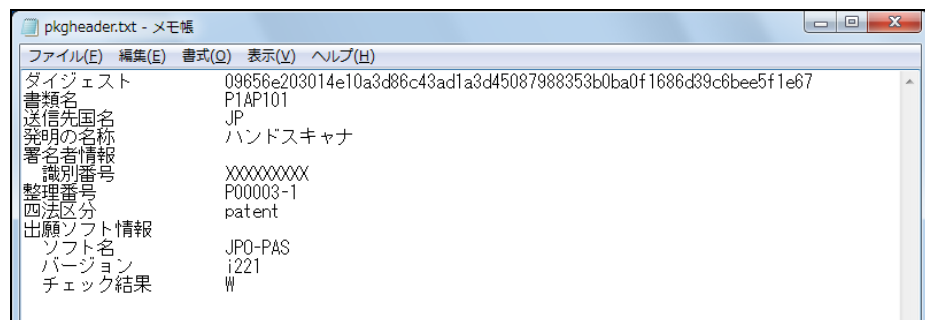 pkgheader.txt - メモ帳
ファイル(F) 編集(E) 書式(O) 表示(V) ヘルプ(H)
ダイジェスト 09656e203014e10a3d86c43ad1a3d45087988353b0ba0f1686d39c6bee5f1e67
書類名 P1AP101
送信先国名 JP
発明の名称 ハンドスキャナ
署名者情報
識別番号 XXXXXXXXX
整理番号 P00003-1
四法区分 patent
出願ソフト情報
ソフト名 JPO-PAS
バージョン i221
チェック結果 W